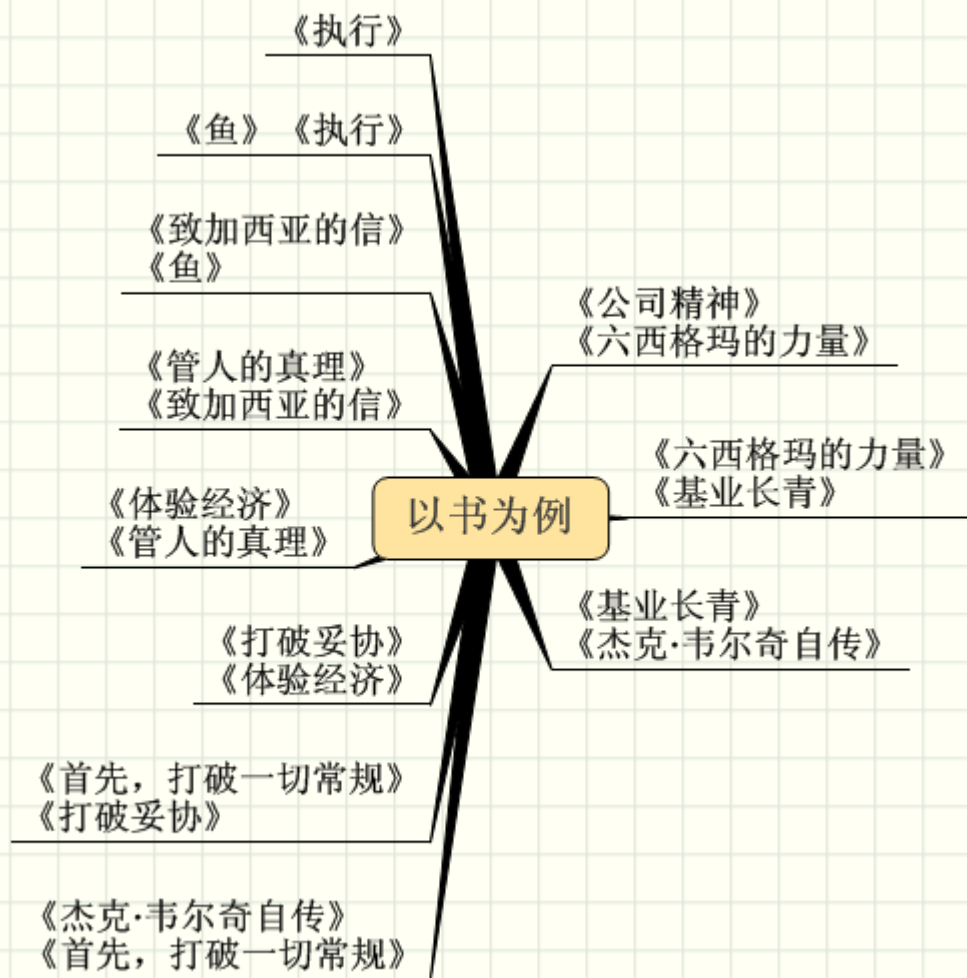 《执行》
《鱼》《执行》
《致加西亚的信》
《鱼》
《管人的真理》
《致加西亚的信》
《体验经济》
《管人的真理》
《打破妥协》
《体验经济》
《首先，打破一切常规》
《打破妥协》
《杰克·韦尔奇自传》
《首先，打破一切常规》
以书为例
《公司精神》
《六西格玛的力量》
《六西格玛的力量》
《基业长青》
《基业长青》
《杰克·韦尔奇自传》